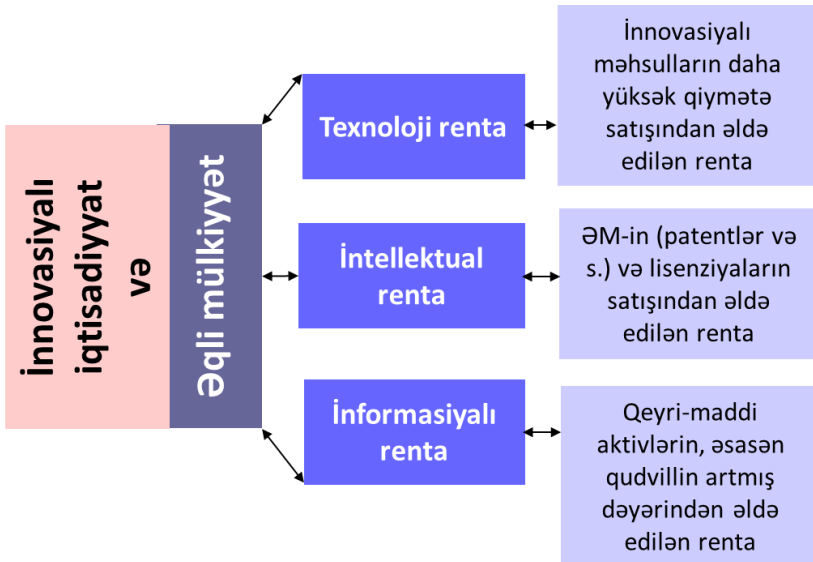 İnnovasiyalı
iqtisadiyyat
və
Əqli mülkiyyət
Texnoloji renta
İnnovasiyalı
məhsulların daha
yüksək qiymətə
satışından əldə
edilən renta
İntellektual
renta
ƏM-in (patentlər və
s.) və lisenziyaların
satışından əldə
edilən renta
İnformasiyalı
renta
Qeyri-maddi
aktivlərin, əsasən
qudvillin artmış
dəyərindən əldə
edilən renta